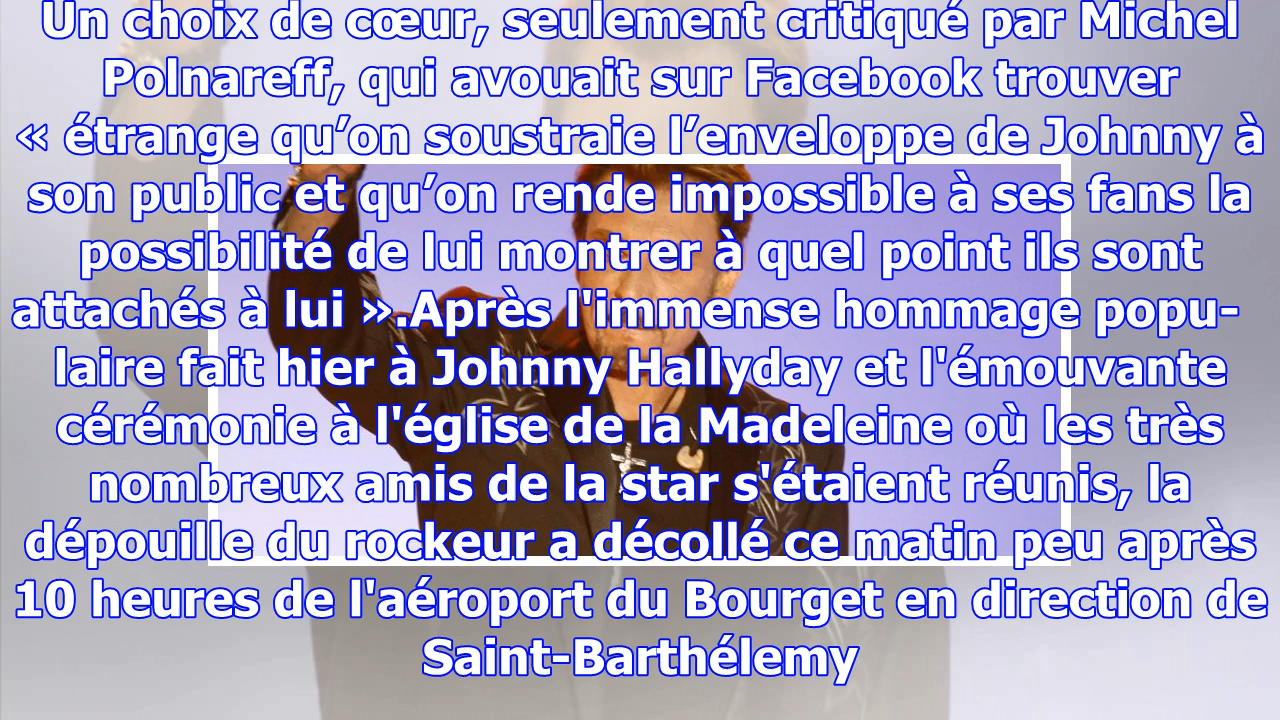 Un choix de cœur, seulement critiqué par Michel
Polnareff, qui avouait sur Facebook trouver
« étrange qu’on soustraie l’enveloppe de Johnny à
son public et qu’on rende impossible à ses fans la
possibilité de lui montrer à quel point ils sont
attachés à lui ».Après l'immense hommage popu-
laire fait hier à Johnny Hallyday et l'émouvante
cérémonie à l'église de la Madeleine où les très
nombreux amis de la star s'étaient réunis, la
dépouille du rockeur a décollé ce matin peu après
10 heures de l'aéroport du Bourget en direction de
Saint-Barthélemy